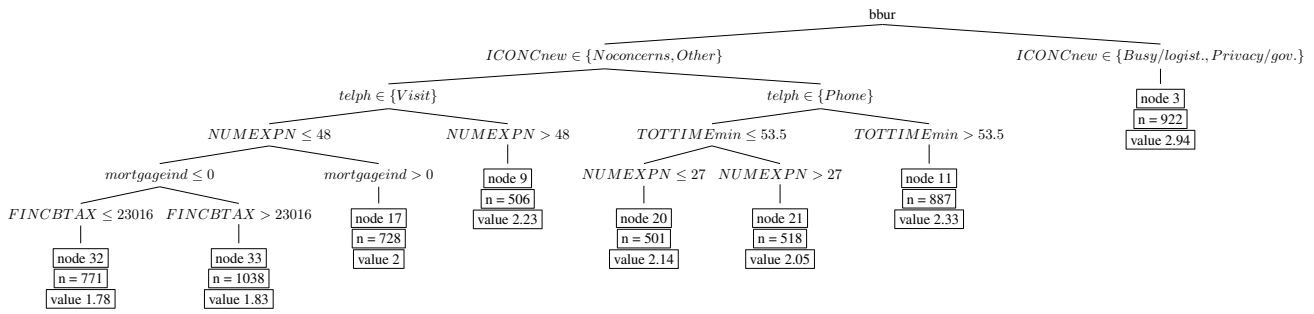 bbur
ICONCnew ∈ {Noconcerns, Other} ICONCnew ∈ {Busy/logist., Privacy/gov.}
telph ∈ {Visit} telph ∈ {Phone}
node 3
n = 922
value 2.94
NUMEXPN ≤ 48 NUMEXPN > 48 TOTTIMEmin ≤ 53.5 TOTTIMEmin > 53.5
mortgageind ≤ 0 mortgageind > 0
node 9
n = 506
value 2.23
NUMEXPN ≤ 27 NUMEXPN > 27
node 11
n = 887
value 2.33
FINCBTAX ≤ 23016 FINCBTAX > 23016
node 17
n = 728
value 2
node 20
n = 501
value 2.14
node 21
n = 518
value 2.05
node 32
n = 771
value 1.78
node 33
n = 1038
value 1.83